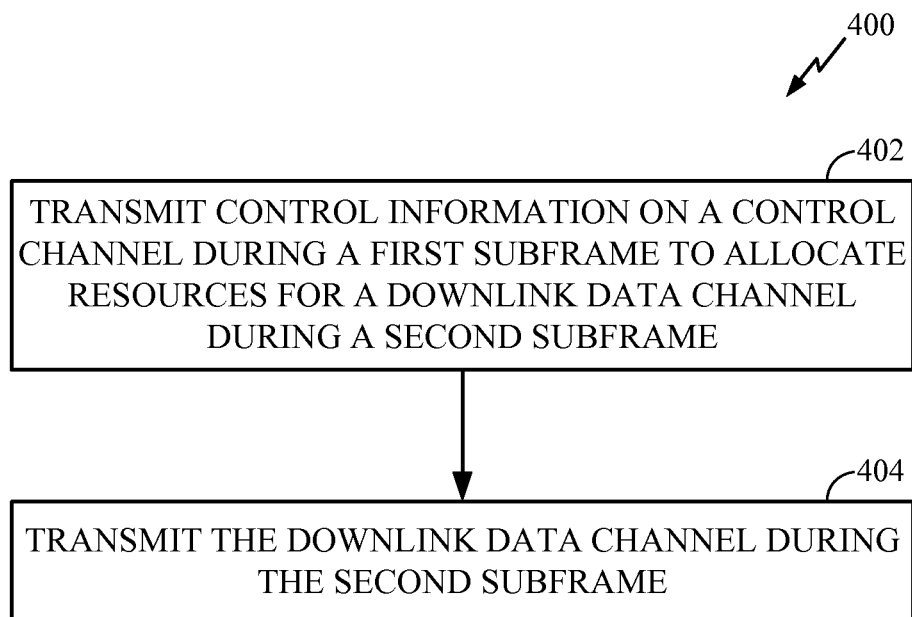 400
402
TRANSMIT CONTROL INFORMATION ON A CONTROL
CHANNEL DURING A FIRST SUBFRAME TO ALLOCATE
RESOURCES FOR A DOWNLINK DATA CHANNEL
DURING A SECOND SUBFRAME
404
TRANSMIT THE DOWNLINK DATA CHANNEL DURING
THE SECOND SUBFRAME